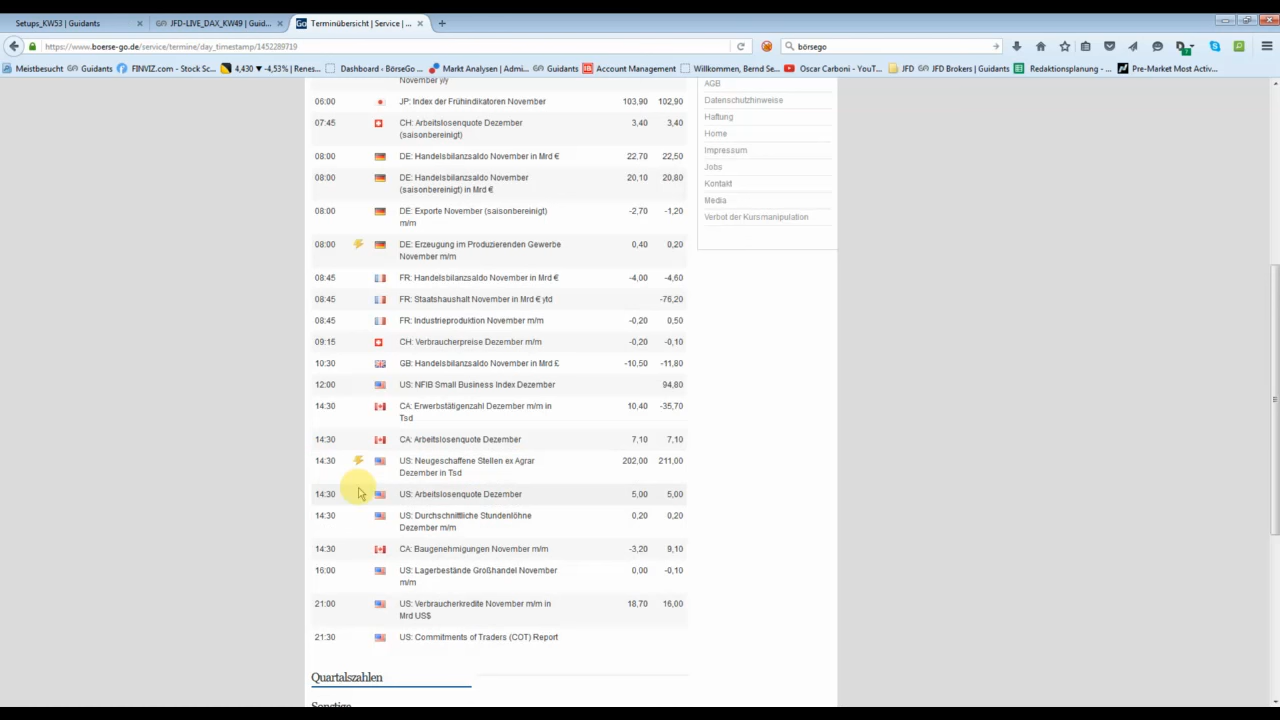 Setups_KW53 | Guidants
JFD-LIVE_DAX_KW49 | Guid...
Terminübersicht | Service | ...
https://www.boerse-go.de/service/termine/day_timestamp/1452289719
börsego
Meistbesucht
Guidants
FINVIZ.com - Stock Sc...
4,430 ▼ -4,53% | Renes...
Dashboard - BörseGo ...
Markt Analysen | Admi...
Guidants
Account Management
Willkommen, Bernd Se...
Oscar Carboni - YouT...
JFD
JFD Brokers | Guidants
Redaktionsplanung - ...
Pre-Market Most Activ...
November y/y
06:00 JP: Index der Frühindikatoren November 103,90 102,90
07:45 CH: Arbeitslosenquote Dezember 3,40 3,40
(saisonbereinigt)
08:00 DE: Handelsbilanzsaldo November in Mrd € 22,70 22,50
08:00 DE: Handelsbilanzsaldo November 20,10 20,80
(saisonbereinigt) in Mrd €
08:00 DE: Exporte November (saisonbereinigt) -2,70 -1,20
m/m
08:00 DE: Erzeugung im Produzierenden Gewerbe 0,40 0,20
November m/m
08:45 FR: Handelsbilanzsaldo November in Mrd € -4,00 -4,60
08:45 FR: Staatshaushalt November in Mrd € ytd -76,20
08:45 FR: Industrieproduktion November m/m -0,20 0,50
09:15 CH: Verbraucherpreise Dezember m/m -0,20 -0,10
10:30 GB: Handelsbilanzsaldo November in Mrd £ -10,50 -11,80
12:00 US: NFIB Small Business Index Dezember 94,80
14:30 CA: Erwerbstätigenzahl Dezember m/m in 10,40 -35,70
Tsd
14:30 CA: Arbeitslosenquote Dezember 7,10 7,10
14:30 US: Neugeschaffene Stellen ex Agrar 202,00 211,00
Dezember in Tsd
14:30 US: Arbeitslosenquote Dezember 5,00 5,00
14:30 US: Durchschnittliche Stundenlöhne 0,20 0,20
Dezember m/m
14:30 CA: Baugenehmigungen November m/m -3,20 9,10
16:00 US: Lagerbestände Großhandel November 0,00 -0,10
m/m
21:00 US: Verbraucherkredite November m/m in 18,70 16,00
Mrd US$
21:30 US: Commitments of Traders (COT) Report
Quartalszahlen
Sonstige
AGB
Datenschutzhinweise
Haftung
Home
Impressum
Jobs
Kontakt
Media
Verbot der Kursmanipulation